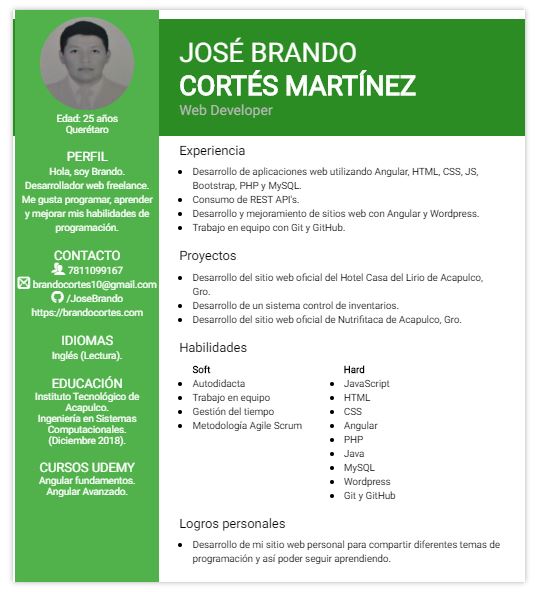 JOSÉ BRANDO
CORTÉS MARTÍNEZ
Web Developer
Edad: 25 años
Querétaro
PERFIL
Hola, soy Brando.
Desarrollador web freelance.
Me gusta programar, aprender
y mejorar mis habilidades de
programación.
CONTACTO
7811099167
brandocortes10@gmail.com
/JoseBrando
https://brandocortes.com
IDIOMAS
Inglés (Lectura).
EDUCACIÓN
Instituto Tecnológico de
Acapulco.
Ingeniería en Sistemas
Computacionales.
(Diciembre 2018).
CURSOS UDEMY
Angular fundamentos.
Angular Avanzado.
Experiencia
Desarrollo de aplicaciones web utilizando Angular, HTML, CSS, JS,
Bootstrap, PHP y MySQL.
Consumo de REST API's.
Desarrollo y mejoramiento de sitios web con Angular y Wordpress.
Trabajo en equipo con Git y GitHub.
Proyectos
Desarrollo del sitio web oficial del Hotel Casa del Lirio de Acapulco,
Gro.
Desarrollo de un sistema control de inventarios.
Desarrollo del sitio web oficial de Nutrifitaca de Acapulco, Gro.
Habilidades
Soft
Autodidacta
Trabajo en equipo
Gestión del tiempo
Metodología Agile Scrum
Hard
JavaScript
HTML
CSS
Angular
PHP
Java
MySQL
Wordpress
Git y GitHub
Logros personales
Desarrollo de mi sitio web personal para compartir diferentes temas de
programación y así poder seguir aprendiendo.